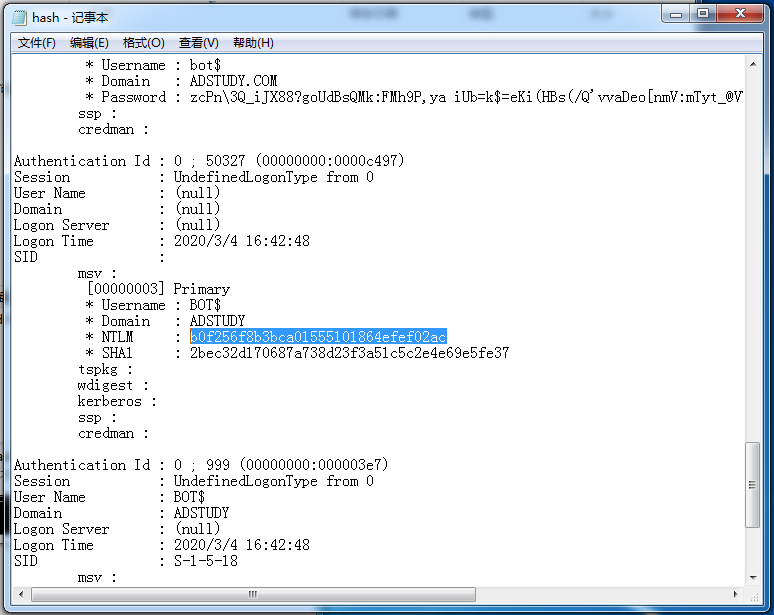 hash - 记事本
文件(F) 编辑(E) 格式(O) 查看(V) 帮助(H)
* Username : bot$
* Domain : ADSTUDY.COM
* Password : zcPn\3Q_iJX88?goUdBsQMk:FMh9P,ya iUb=k$=eKi(HBs(/Q'vvaDeo[nmV:mTyt_@V
ssp :
credman :
Authentication Id : 0 ; 50327 (00000000:0000c497)
Session : UndefinedLogonType from 0
User Name : (null)
Domain : (null)
Logon Server : (null)
Logon Time : 2020/3/4 16:42:48
SID :
msv :
[00000003] Primary
* Username : BOT$
* Domain : ADSTUDY
* NTLM : b0f256f8b3bca01555101864efef02ac
* SHA1 : 2bec32d170687a738d23f3a51c5c2e4e69e5fe37
tspkg :
wdigest :
kerberos :
ssp :
credman :
Authentication Id : 0 ; 999 (00000000:000003e7)
Session : UndefinedLogonType from 0
User Name : BOT$
Domain : ADSTUDY
Logon Server : (null)
Logon Time : 2020/3/4 16:42:48
SID : S-1-5-18
msv :